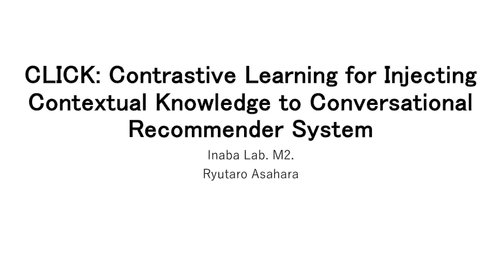 CLICK: Contrastive Learning for Injecting
Contextual Knowledge to Conversational
Recommender System
Inaba Lab. M2.
Ryutaro Asahara